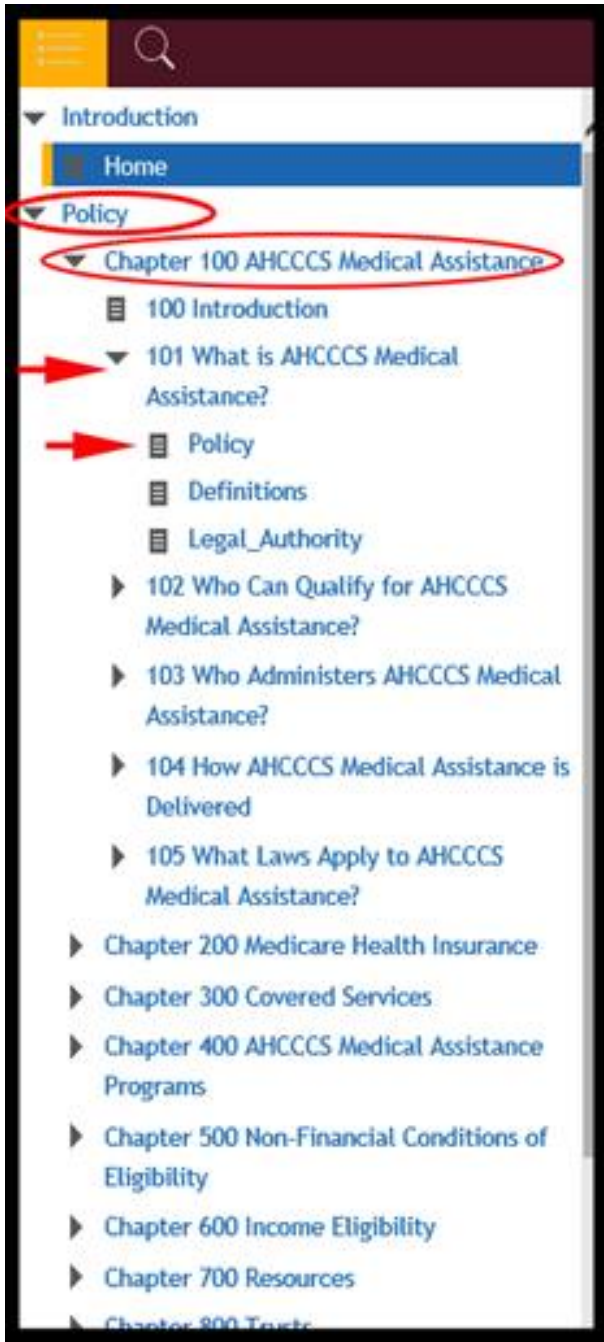 Introduction
Home
Policy
Chapter 100 AHCCCS Medical Assistance
100 Introduction
101 What is AHCCCS Medical
Assistance?
Policy
Definitions
Legal_Authority
102 Who Can Qualify for AHCCCS
Medical Assistance?
103 Who Administers AHCCCS Medical
Assistance?
104 How AHCCCS Medical Assistance is
Delivered
105 What Laws Apply to AHCCCS
Medical Assistance?
Chapter 200 Medicare Health Insurance
Chapter 300 Covered Services
Chapter 400 AHCCCS Medical Assistance
Programs
Chapter 500 Non-Financial Conditions of
Eligibility
Chapter 600 Income Eligibility
Chapter 700 Resources
Chapter 800 Trusts